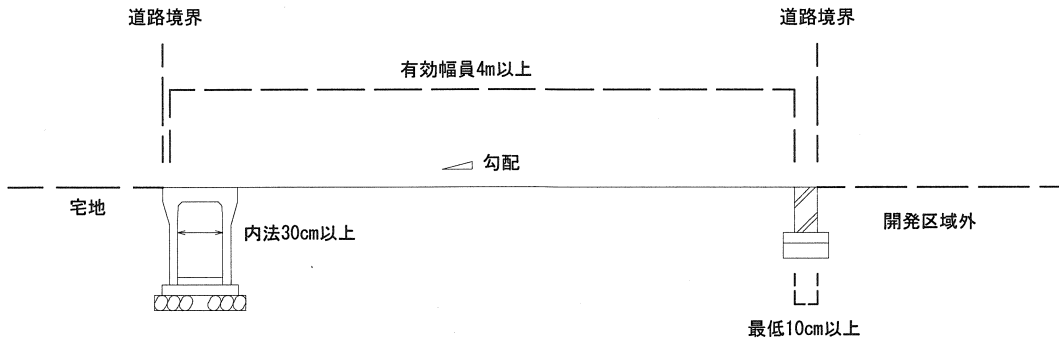 道路境界
道路境界
有効幅員4m以上
勾配
宅地
内法30cm以上
開発区域外
最低10cm以上